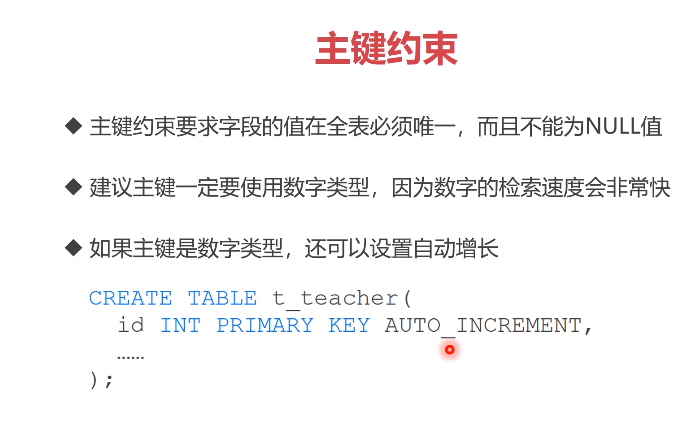 主键约束
◆ 主键约束要求字段的值在全表必须唯一，而且不能为NULL值
◆ 建议主键一定要使用数字类型，因为数字的检索速度会非常快
◆ 如果主键是数字类型，还可以设置自动增长
CREATE TABLE t_teacher(
id INT PRIMARY KEY AUTO_INCREMENT,
……
);